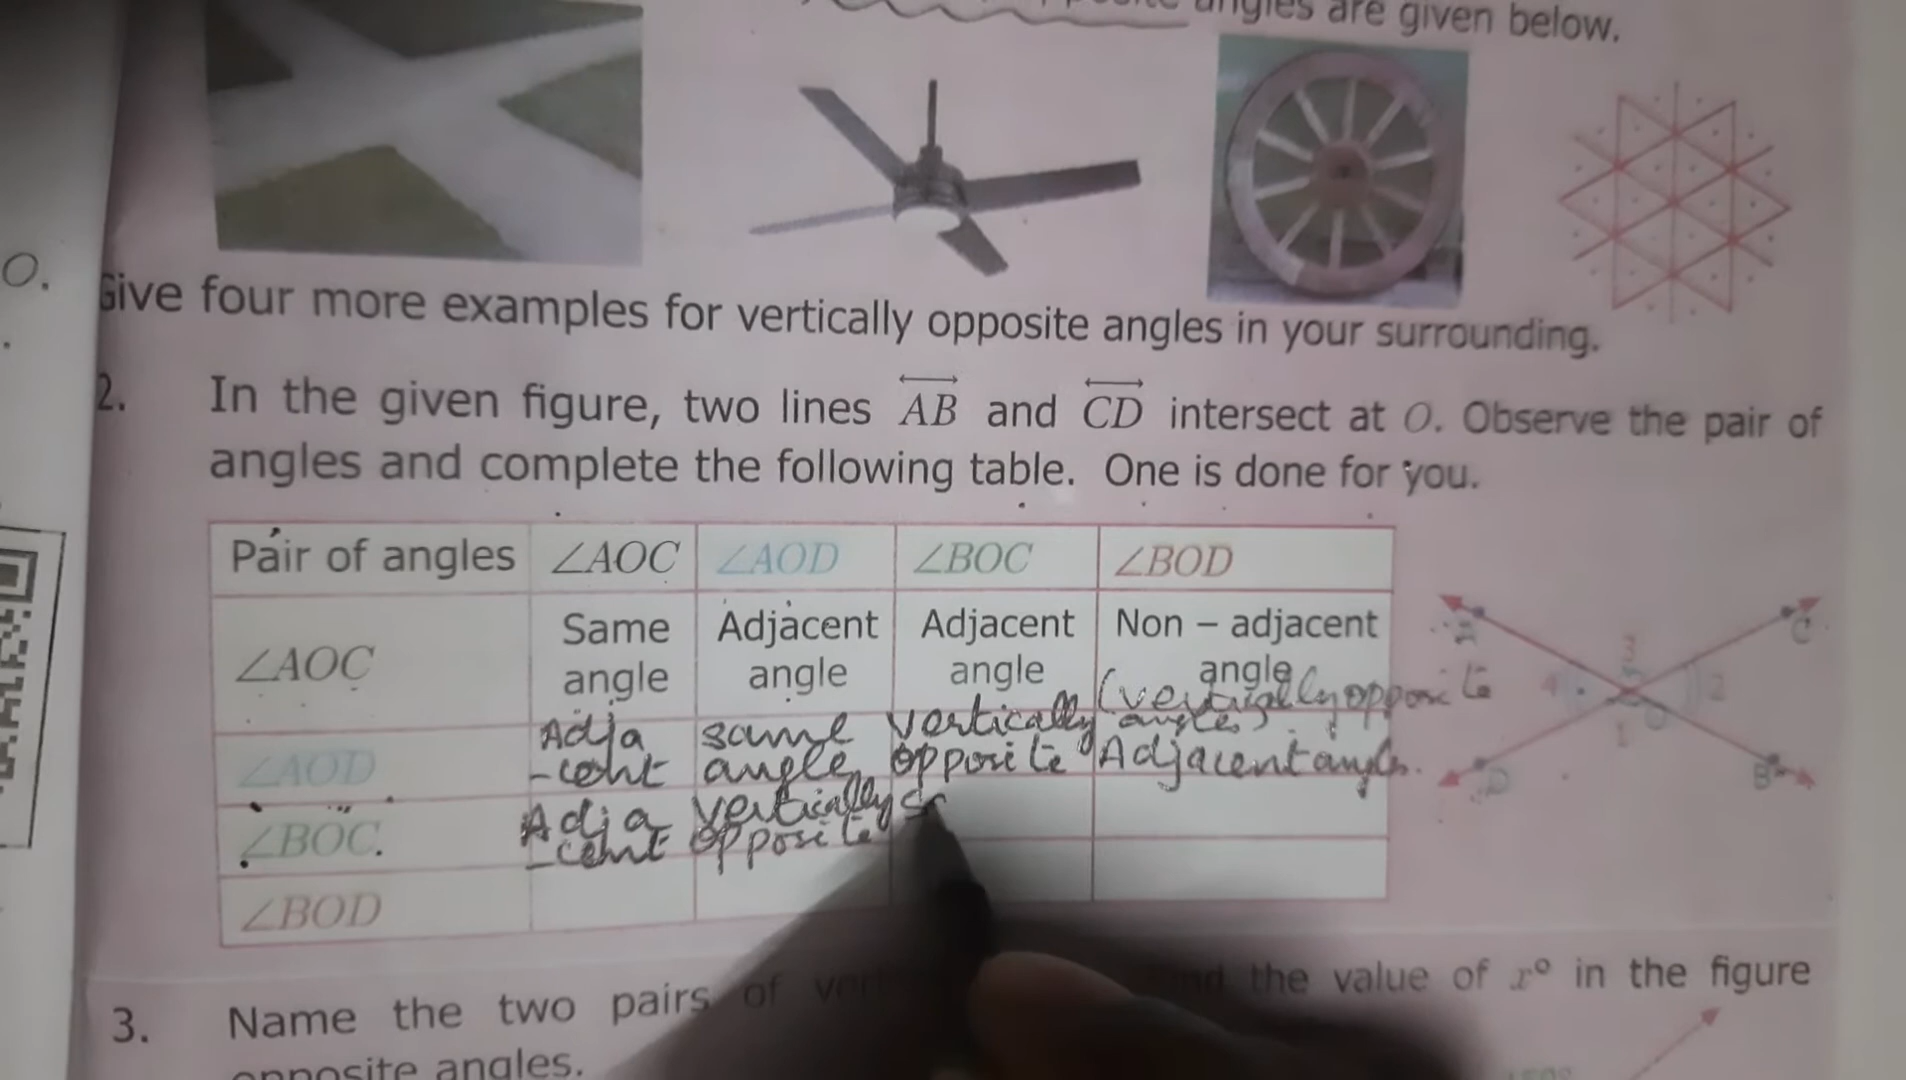 opposite angles are given below.
O.
Give four more examples for vertically opposite angles in your surrounding.
2. In the given figure, two lines AB and CD intersect at O. Observe the pair of
angles and complete the following table. One is done for you.
Pair of angles ∠AOC ∠AOD ∠BOC ∠BOD
∠AOC Same angle Adjacent angle Adjacent angle Non – adjacent angle (vertically opposite angles)
∠AOD Adja -cent same angle vertically opposite Adjacent angle.
∠BOC. Adja -cent vertically opposite
∠BOD
A C
3
4 2
O
1
D B
3. Name the two pairs of the value of x° in the figure
opposite angles.